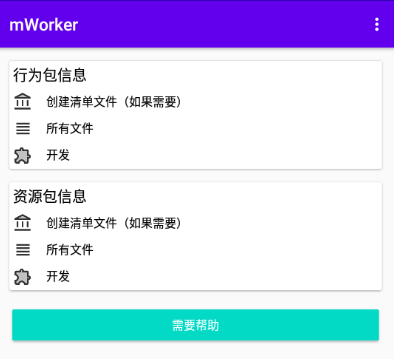 mWorker
行为包信息
创建清单文件（如果需要）
所有文件
开发
资源包信息
创建清单文件（如果需要）
所有文件
开发
需要帮助